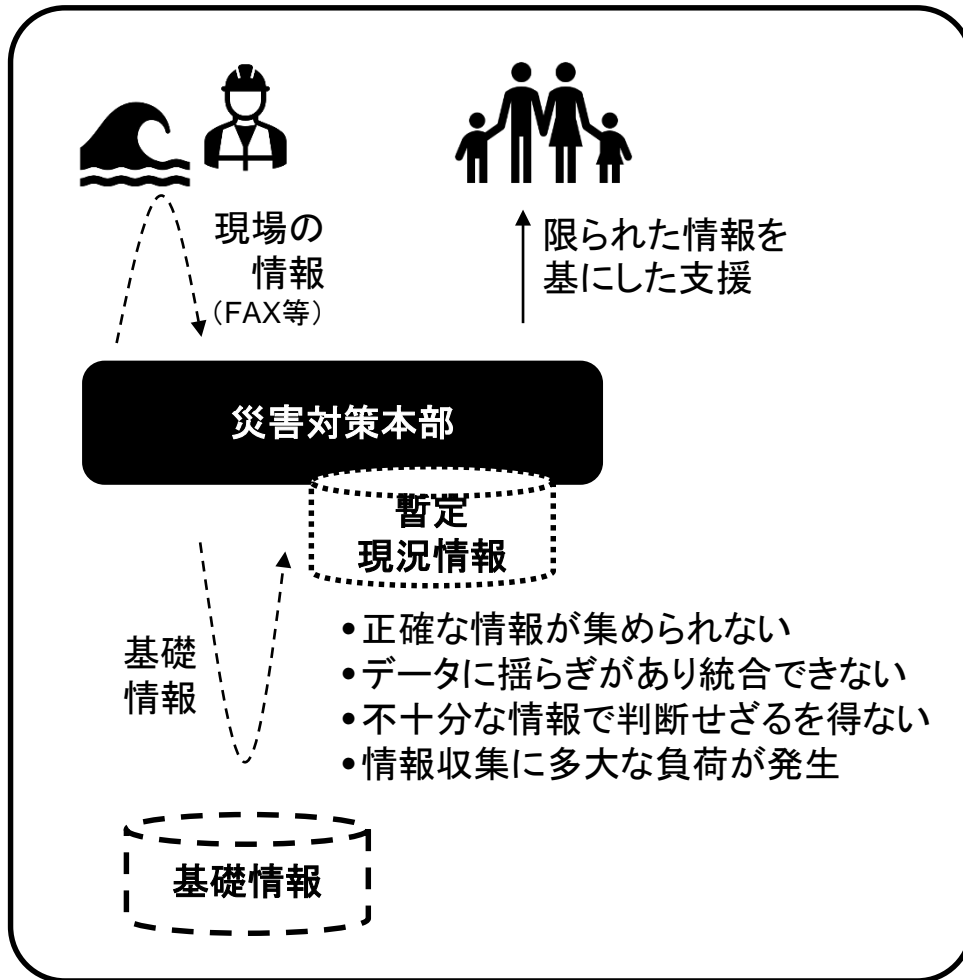 現場の
情報
（FAX等）
限られた情報を
基にした支援
災害対策本部
暫定
現況情報
基礎
情報
•正確な情報が集められない
•データに揺らぎがあり統合できない
•不十分な情報で判断せざるを得ない
•情報収集に多大な負荷が発生
基礎情報